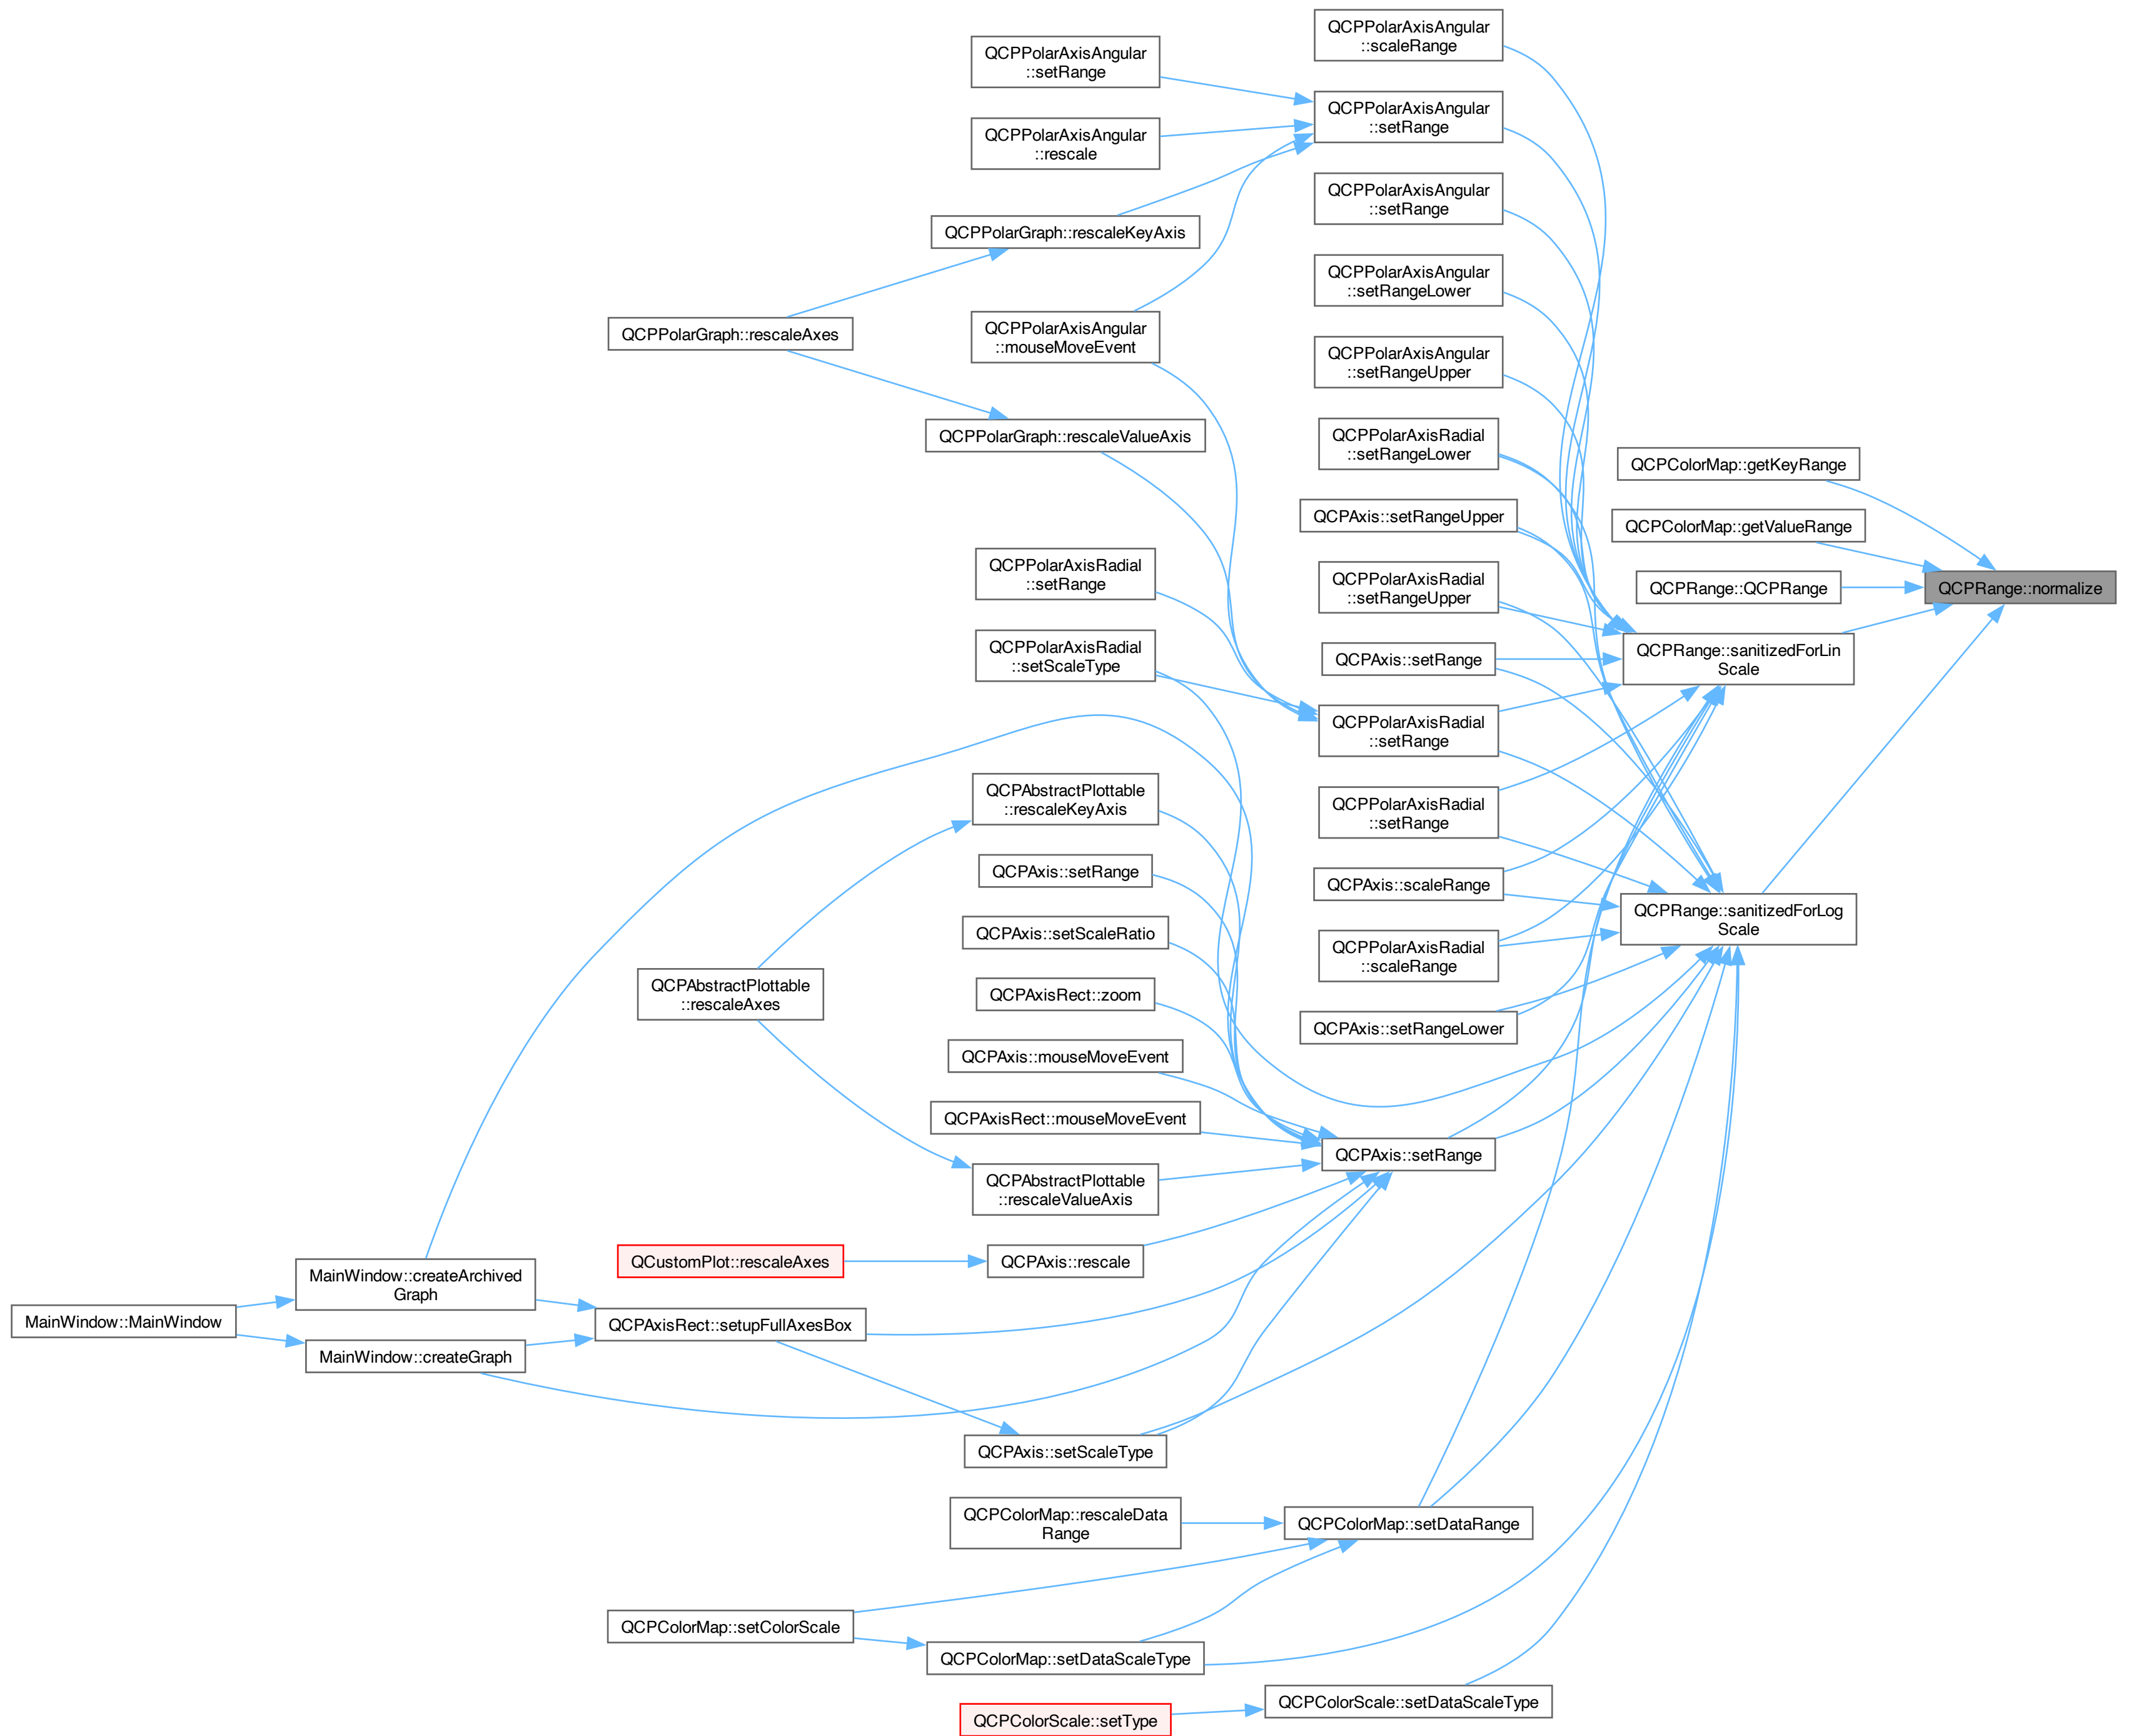 QCPPolarAxisAngular
::scaleRange
QCPPolarAxisAngular
::setRange
QCPPolarAxisAngular
::setRange
QCPPolarAxisAngular
::rescale
QCPPolarAxisAngular
::setRange
QCPPolarGraph::rescaleKeyAxis
QCPPolarAxisAngular
::setRangeLower
QCPPolarGraph::rescaleAxes
QCPPolarAxisAngular
::mouseMoveEvent
QCPPolarAxisAngular
::setRangeUpper
QCPPolarGraph::rescaleValueAxis
QCPPolarAxisRadial
::setRangeLower
QCPColorMap::getKeyRange
QCPAxis::setRangeUpper
QCPColorMap::getValueRange
QCPPolarAxisRadial
::setRange
QCPPolarAxisRadial
::setRangeUpper
QCPRange::QCPRange
QCPRange::normalize
QCPPolarAxisRadial
::setScaleType
QCPAxis::setRange
QCPRange::sanitizedForLin
Scale
QCPPolarAxisRadial
::setRange
QCPAbstractPlottable
::rescaleKeyAxis
QCPPolarAxisRadial
::setRange
QCPAxis::setRange
QCPAxis::scaleRange
QCPRange::sanitizedForLog
Scale
QCPAxis::setScaleRatio
QCPPolarAxisRadial
::scaleRange
QCPAbstractPlottable
::rescaleAxes
QCPAxisRect::zoom
QCPAxis::setRangeLower
QCPAxis::mouseMoveEvent
QCPAxisRect::mouseMoveEvent
QCPAxis::setRange
QCPAbstractPlottable
::rescaleValueAxis
QCustomPlot::rescaleAxes
QCPAxis::rescale
MainWindow::createArchived
Graph
MainWindow::MainWindow
QCPAxisRect::setupFullAxesBox
MainWindow::createGraph
QCPAxis::setScaleType
QCPColorMap::rescaleData
Range
QCPColorMap::setDataRange
QCPColorMap::setColorScale
QCPColorMap::setDataScaleType
QCPColorScale::setDataScaleType
QCPColorScale::setType